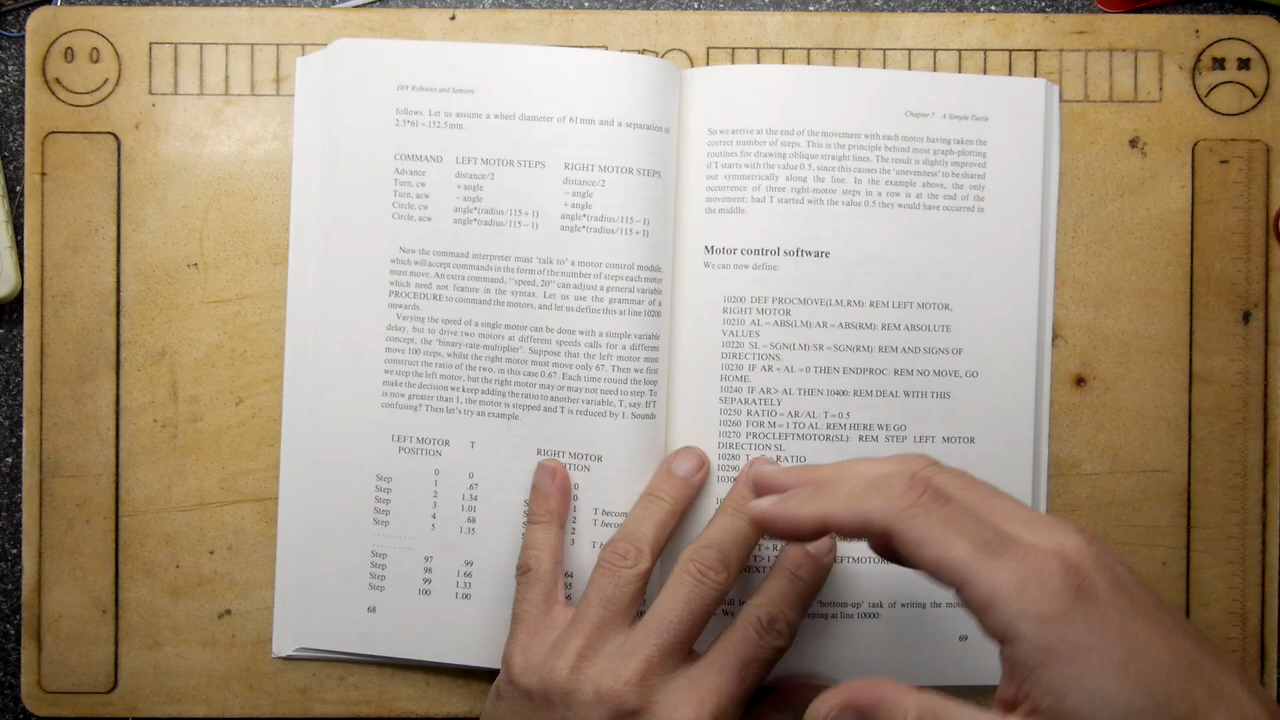 DIY Robotics and Sensors
follows. Let us assume a wheel diameter of 61mm and a separation of
2.5*61=152.5mm.
COMMAND LEFT MOTOR STEPS RIGHT MOTOR STEPS
Advance distance/2 distance/2
Turn, cw +angle −angle
Turn, acw −angle +angle
Circle, cw angle*(radius/115+1) angle*(radius/115−1)
Circle, acw angle*(radius/115−1) angle*(radius/115+1)
Now the command interpreter must 'talk to' a motor control module,
which will accept commands in the form of the number of steps each motor
must move. An extra command, "speed, 20" can adjust a general variable
which need not feature in the syntax. Let us use the grammar of a
PROCEDURE to command the motors, and let us define this at line 10200
onwards.
Varying the speed of a single motor can be done with a simple variable
delay, but to drive two motors at different speeds calls for a different
concept, the 'binary-rate-multiplier'. Suppose that the left motor must
move 100 steps, whilst the right motor must move only 67. Then we first
construct the ratio of the two, in this case 0.67. Each time round the loop
we step the left motor, but the right motor may or may not need to step. To
make the decision we keep adding the ratio to another variable, T, say. If T
is now greater than 1, the motor is stepped and T is reduced by 1. Sounds
confusing? Then let's try an example.
LEFT MOTOR T RIGHT MOTOR
POSITION
0 0 0
Step 1 .67 0
Step 2 1.34 1 T
Step 3 1.01 2 T
Step 4 .68 2
Step 5 1.35 3 T
..........
..........
Step 97 .99 64
Step 98 1.66
Step 99 1.33
Step 100 1.00
68
Chapter 7 A Simple Turtle
So we arrive at the end of the movement with each motor having taken the
correct number of steps. This is the principle behind most graph-plotting
routines for drawing oblique straight lines. The result is slightly improved
if T starts with the value 0.5, since this causes the 'unevenness' to be shared
out symmetrically along the line. In the example above, the only
occurrence of three right-motor steps in a row is at the end of the
movement; had T started with the value 0.5 they would have occurred in
the middle.
Motor control software
We can now define:
10200 DEF PROCMOVE(LM,RM): REM LEFT MOTOR,
RIGHT MOTOR
10210 AL=ABS(LM):AR=ABS(RM): REM ABSOLUTE
VALUES
10220 SL=SGN(LM):SR=SGN(RM): REM AND SIGNS OF
DIRECTIONS.
10230 IF AR+AL=0 THEN ENDPROC: REM NO MOVE, GO
HOME.
10240 IF AR>AL THEN 10400: REM DEAL WITH THIS
SEPARATELY
10250 RATIO=AR/AL: T=0.5
10260 FOR M=1 TO AL: REM HERE WE GO
10270 PROCLEFTMOTOR(SL): REM STEP LEFT MOTOR
DIRECTION SL
10280 RATIO
10290
'bottom-up' task of writing the
at line 10000:
69